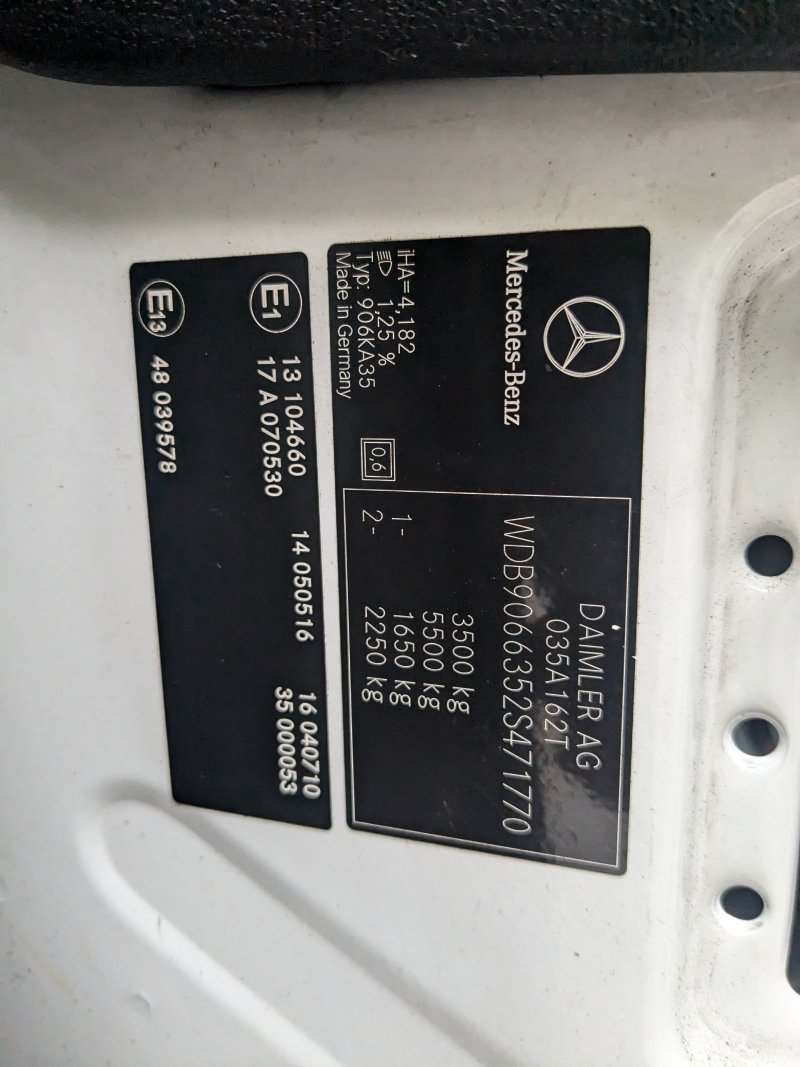 Mercedes-Benz
DAIMLER AG
035A162T
WDB9066352S471770
3500 kg
5500 kg
1- 1650 kg
2- 2250 kg
iHA=4,182
1,25 %
Typ: 906KA35
Made in Germany
0,6
E1 13 104660 14 050516 16 040710
17 A 070530 35 000053
E13 48 039578